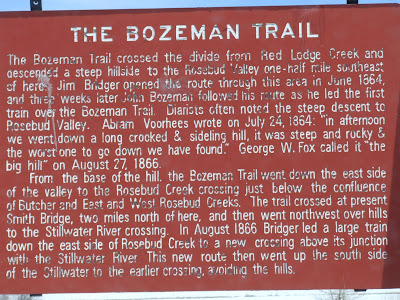 THE BOZEMAN TRAIL
The Bozeman Trail crossed the divide from Red Lodge Creek and
descended a steep hillside to the Rosebud Valley one-half mile southeast
of here. Jim Bridger opened the route through this area in June 1864,
and three weeks later John Bozeman followed his route as he led the first
train over the Bozeman Trail. Diarists often noted the steep descent to
Rosebud Valley. Abram Voorhees wrote on July 24, 1864: "in afternoon
we went down a long crocked & sideling hill, it was steep and rucky &
the worst one to go down we have found." George W. Fox called it "the
big hill" on August 27, 1866.
From the base of the hill, the Bozeman Trail went down the east side
of the valley to the Rosebud Creek crossing just below the confluence
of Butcher and East and West Rosebud Creeks. The trail crossed at present
Smith Bridge, two miles north of here, and then went northwest over hills
to the Stillwater River crossing. In August 1866 Bridger led a large train
down the east side of Rosebud Creek to a new crossing above its junction
with the Stillwater River. This new route then went up the south side
of the Stillwater to the earlier crossing, avoiding the hills.